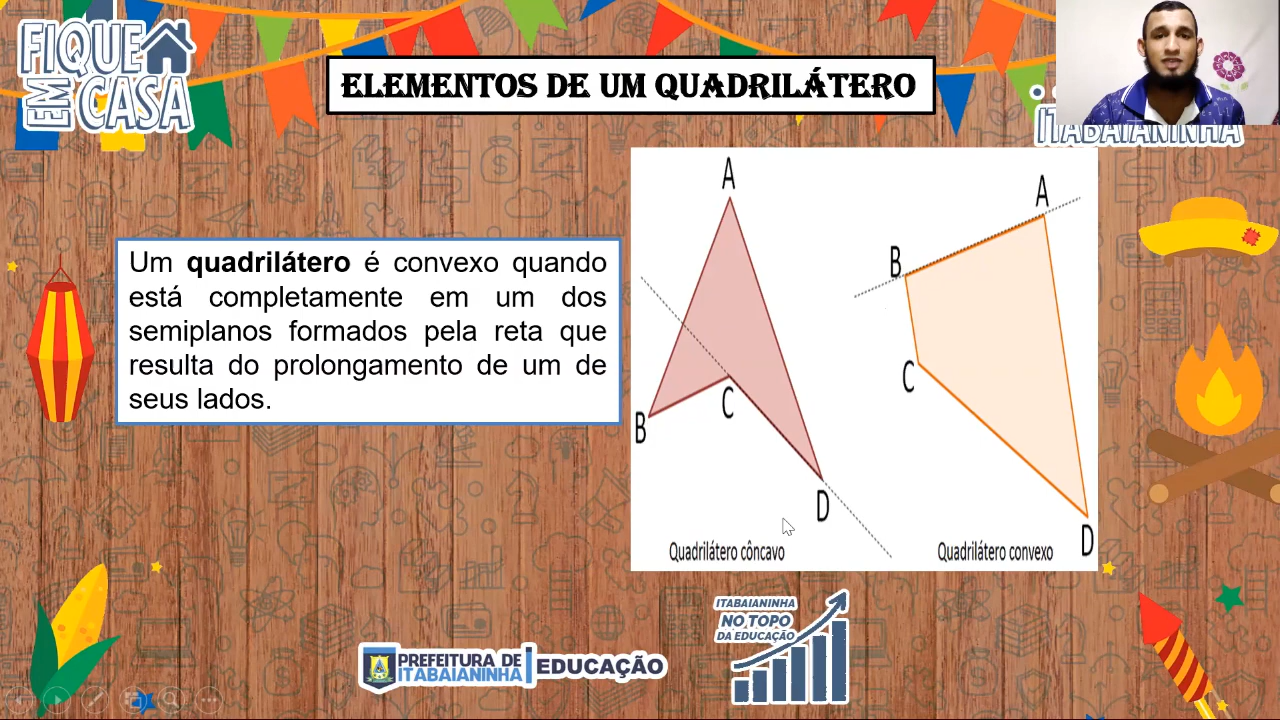 FIQUE
EM
CASA
ELEMENTOS DE UM QUADRILÁTERO
ITABAIANINHA
Um quadrilátero é convexo quando
está completamente em um dos
semiplanos formados pela reta que
resulta do prolongamento de um de
seus lados.
A
B
C
D
Quadrilátero côncavo
A
B
C
D
Quadrilátero convexo
PREFEITURA DE
ITABAIANINHA
EDUCAÇÃO
ITABAIANINHA
NO TOPO
DA EDUCAÇÃO